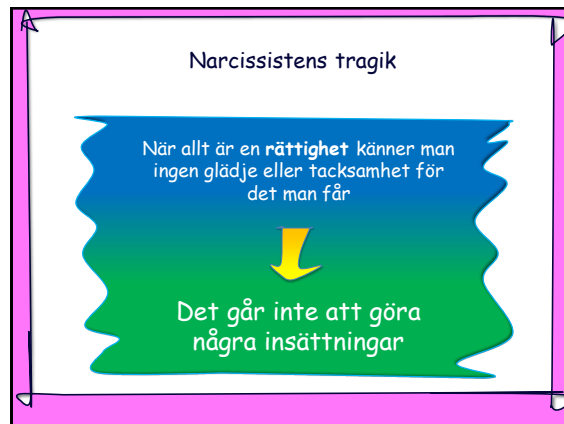 Narcissistens tragik
När allt är en rättighet känner man
ingen glädje eller tacksamhet för
det man får
Det går inte att göra
några insättningar